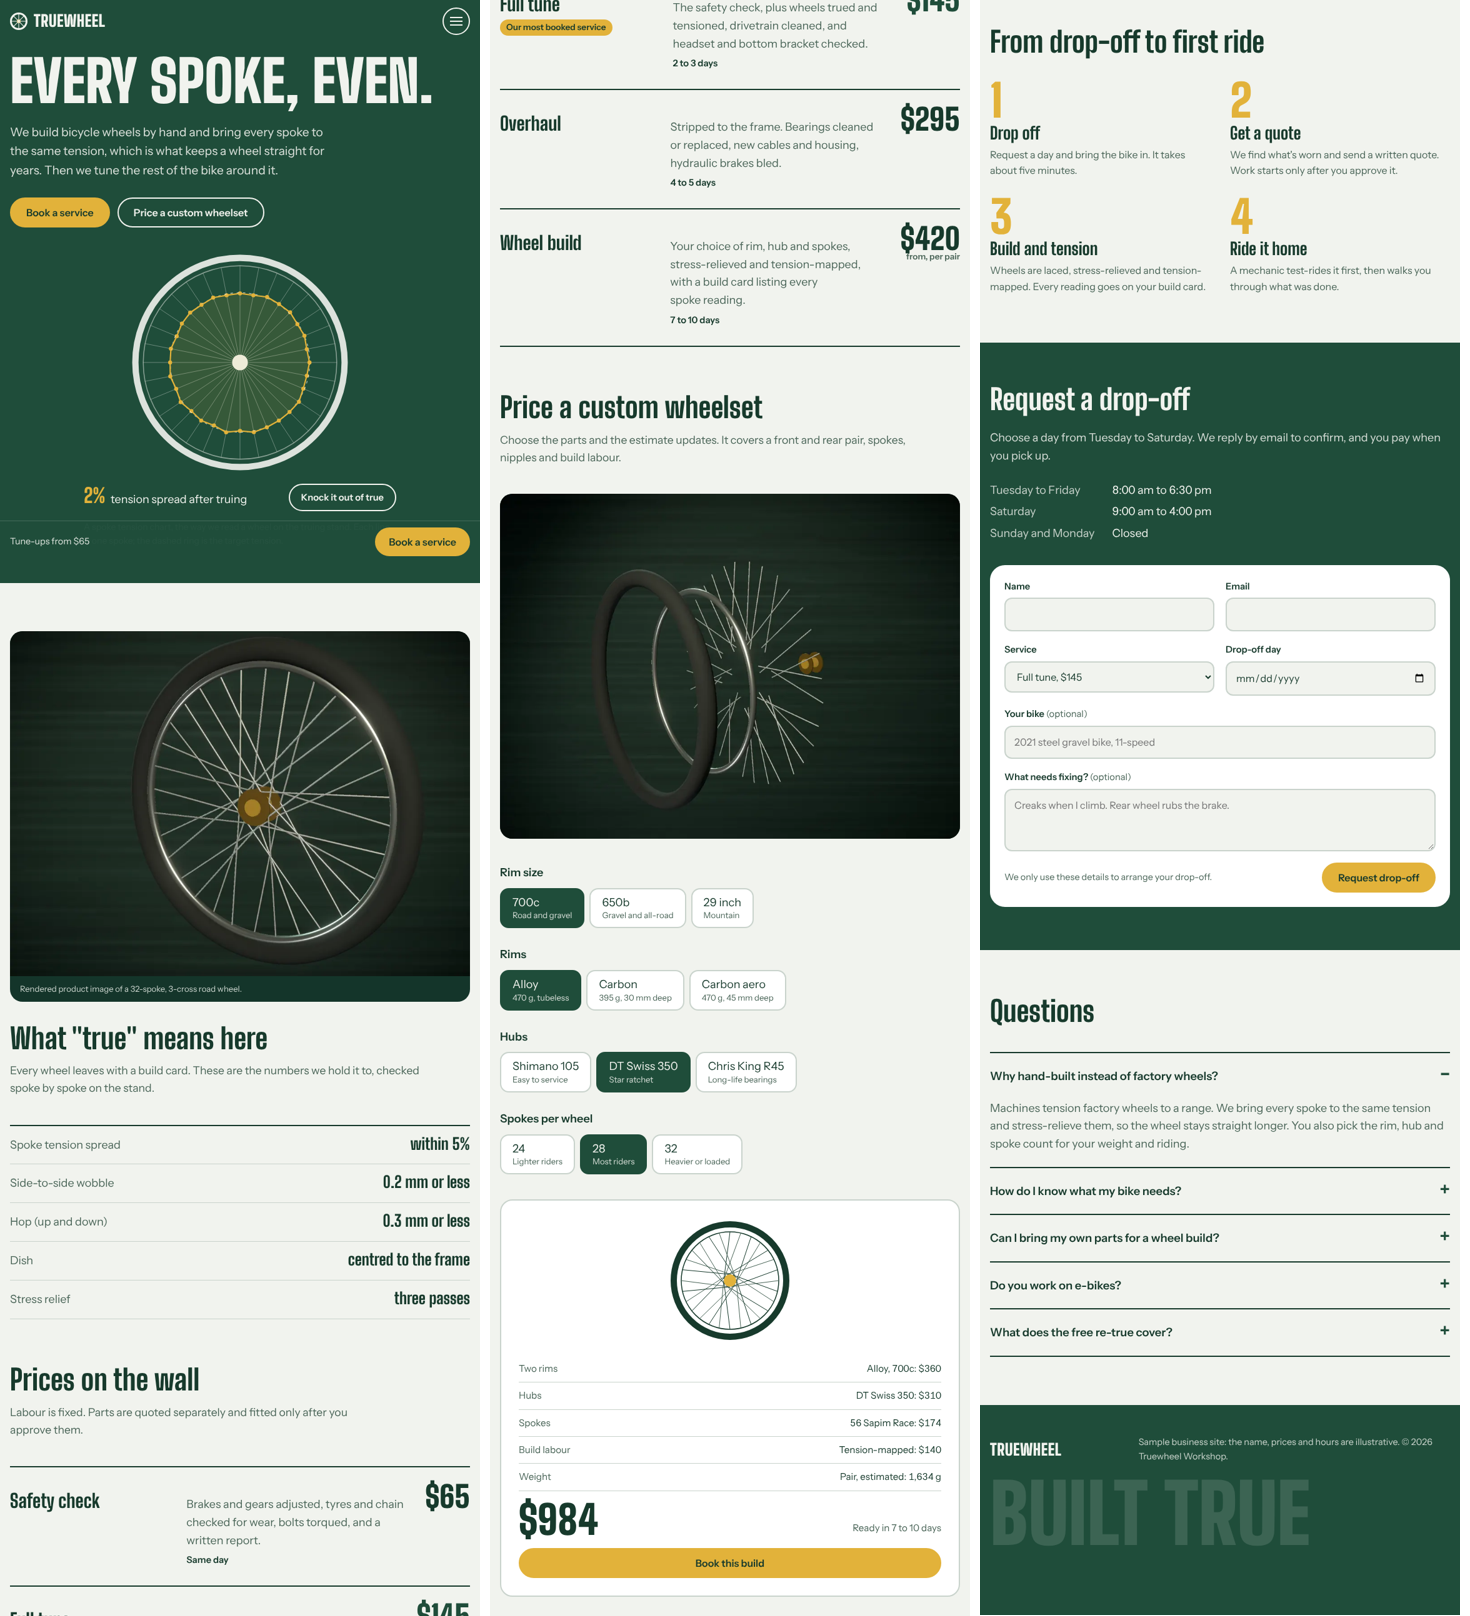 TRUEWHEEL
EVERY SPOKE, EVEN.
We build bicycle wheels by hand and bring every spoke to
the same tension, which is what keeps a wheel straight for
years. Then we tune the rest of the bike around it.
Book a service
Price a custom wheelset
2% tension spread after truing
Knock it out of true
Tune-ups from $65
Book a service
Rendered product image of a 32-spoke, 3-cross road wheel.
What "true" means here
Every wheel leaves with a build card. These are the numbers we hold it to, checked
spoke by spoke on the stand.
Spoke tension spread within 5%
Side-to-side wobble 0.2 mm or less
Hop (up and down) 0.3 mm or less
Dish centred to the frame
Stress relief three passes
Prices on the wall
Labour is fixed. Parts are quoted separately and fitted only after you
approve them.
Safety check
Brakes and gears adjusted, tyres and chain
checked for wear, bolts torqued, and a
written report.
Same day
$65
Full tune
$145
Full tune
Our most booked service
The safety check, plus wheels trued and
tensioned, drivetrain cleaned, and
headset and bottom bracket checked.
2 to 3 days
$145
Overhaul
Stripped to the frame. Bearings cleaned
or replaced, new cables and housing,
hydraulic brakes bled.
4 to 5 days
$295
Wheel build
Your choice of rim, hub and spokes,
stress-relieved and tension-mapped,
with a build card listing every
spoke reading.
7 to 10 days
$420
from, per pair
Price a custom wheelset
Choose the parts and the estimate updates. It covers a front and rear pair, spokes,
nipples and build labour.
Rim size
700c
Road and gravel
650b
Gravel and all-road
29 inch
Mountain
Rims
Alloy
470 g, tubeless
Carbon
395 g, 30 mm deep
Carbon aero
470 g, 45 mm deep
Hubs
Shimano 105
Easy to service
DT Swiss 350
Star ratchet
Chris King R45
Long-life bearings
Spokes per wheel
24
Lighter riders
28
Most riders
32
Heavier or loaded
Two rims Alloy, 700c: $360
Hubs DT Swiss 350: $310
Spokes 56 Sapim Race: $174
Build labour Tension-mapped: $140
Weight Pair, estimated: 1,634 g
$984
Ready in 7 to 10 days
Book this build
From drop-off to first ride
1
Drop off
Request a day and bring the bike in. It takes
about five minutes.
2
Get a quote
We find what's worn and send a written quote.
Work starts only after you approve it.
3
Build and tension
Wheels are laced, stress-relieved and tension-
mapped. Every reading goes on your build card.
4
Ride it home
A mechanic test-rides it first, then walks you
through what was done.
Request a drop-off
Choose a day from Tuesday to Saturday. We reply by email to confirm, and you pay when
you pick up.
Tuesday to Friday 8:00 am to 6:30 pm
Saturday 9:00 am to 4:00 pm
Sunday and Monday Closed
Name
Email
Service
Full tune, $145
Drop-off day
mm/dd/yyyy
Your bike (optional)
2021 steel gravel bike, 11-speed
What needs fixing? (optional)
Creaks when I climb. Rear wheel rubs the brake.
We only use these details to arrange your drop-off.
Request drop-off
Questions
Why hand-built instead of factory wheels?
Machines tension factory wheels to a range. We bring every spoke to the same tension
and stress-relieve them, so the wheel stays straight longer. You also pick the rim, hub and
spoke count for your weight and riding.
How do I know what my bike needs?
Can I bring my own parts for a wheel build?
Do you work on e-bikes?
What does the free re-true cover?
TRUEWHEEL
Sample business site: the name, prices and hours are illustrative. © 2026
Truewheel Workshop.
BUILT TRUE